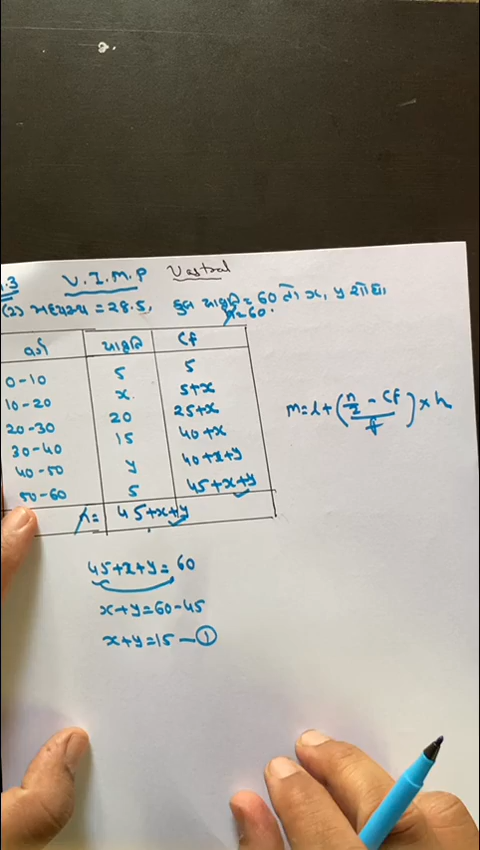 .3 V.I.M.P Vastral
(2) મધ્યસ્થ = 28.5, કુલ આવૃત્તિ = 60 તો x, y શોધો.
n=60.
વર્ગ આવૃત્તિ cf
0-10 5 5
10-20 x 5+x
20-30 20 25+x
30-40 15 40+x
40-50 y 40+x+y
50-60 5 45+x+y
n= 45+x+y
M=l+(n/2 - cf/f)×h
45+x+y=60
x+y=60-45
x+y=15 — ①